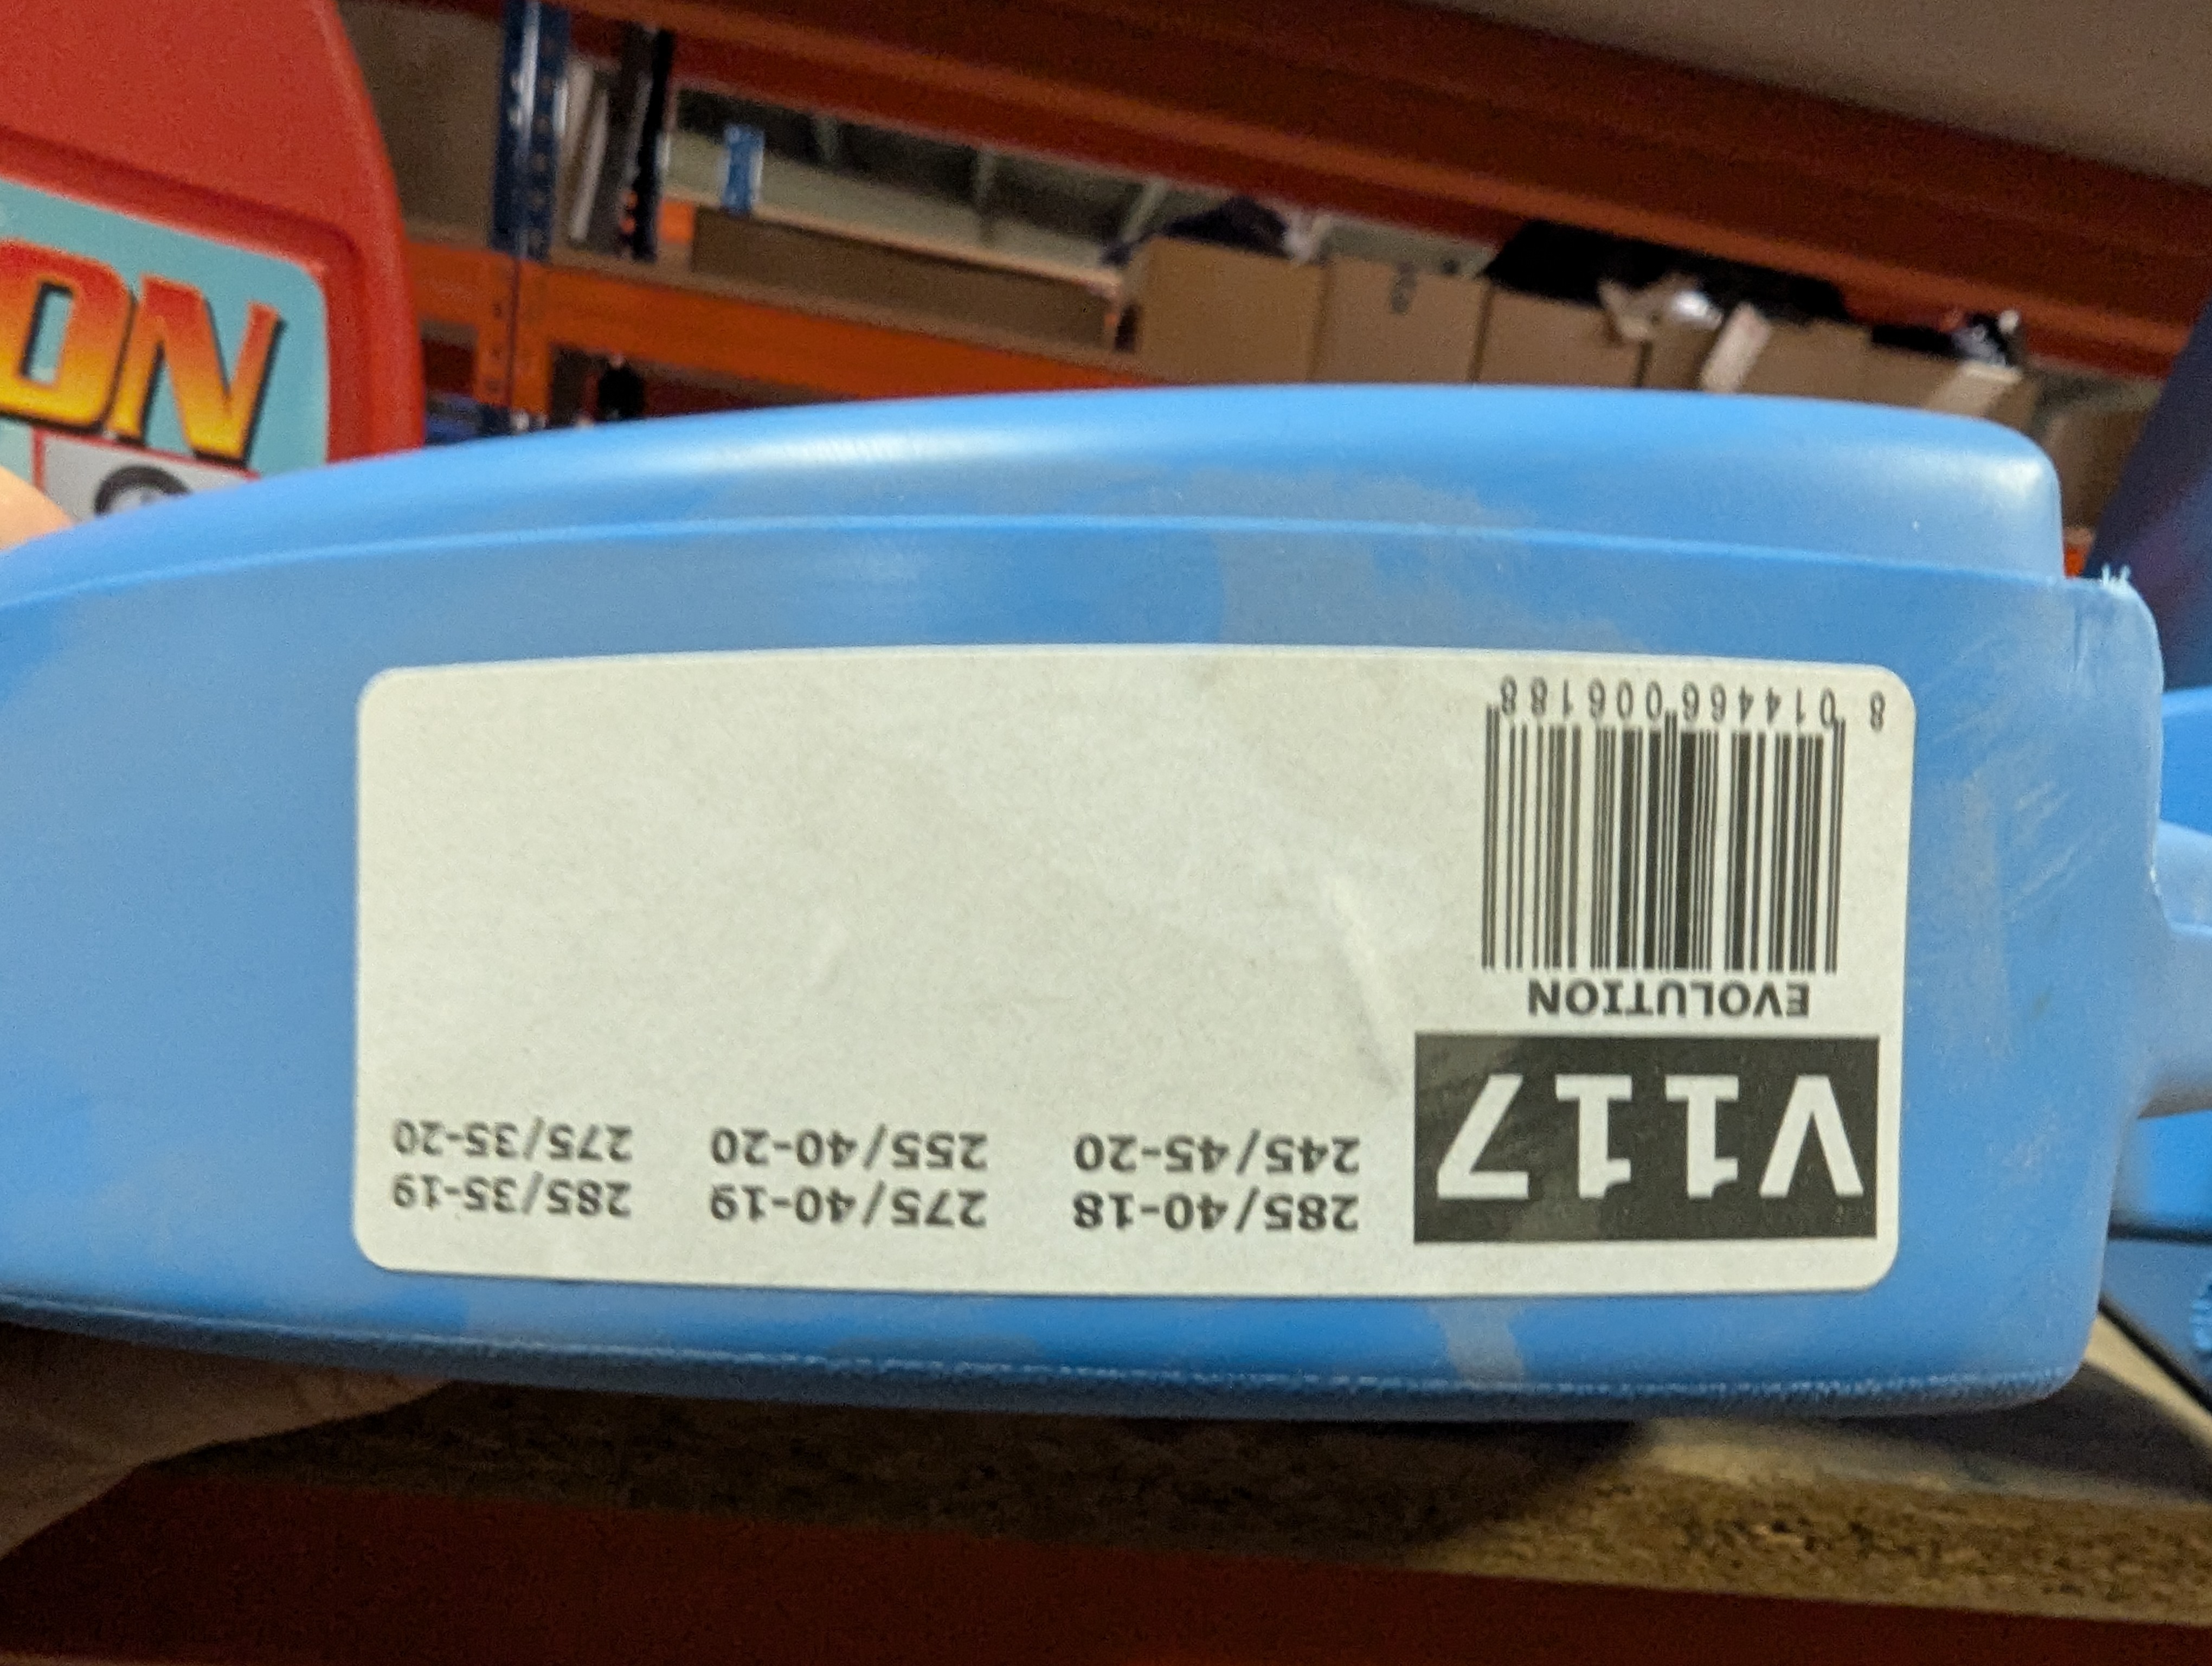 ON
V117
285/40-18 275/40-19 285/35-19
245/45-20 255/40-20 275/35-20
EVOLUTION
8 014466 006188